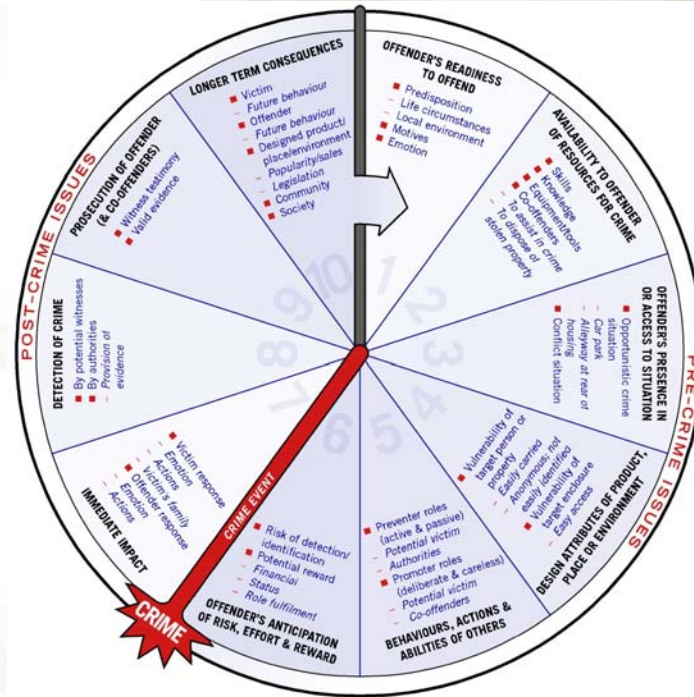 OFFENDER'S READINESS
TO OFFEND
Predisposition
Life circumstances
Local environment
Motives
Emotion
AVAILABILITY TO OFFENDER
OF RESOURCES FOR CRIME
Skills
Knowledge
Equipment/tools
Co-offenders
To assist in crime
To dispose of
stolen property
OFFENDER'S PRESENCE IN
OR ACCESS TO SITUATION
Opportunistic crime
situation
Car park
Alleyway at rear of
housing
Conflict situation
DESIGN ATTRIBUTES OF PRODUCT,
PLACE OR ENVIRONMENT
Vulnerability of
target person or
property
Easily carried
Anonymous; not
easily identified
Vulnerability of
target enclosure
Easy access
BEHAVIOURS, ACTIONS &
ABILITIES OF OTHERS
Preventer roles
(active & passive)
Potential victim
Authorities
Promoter roles
(deliberate & careless)
Potential victim
Co-offenders
OFFENDER'S ANTICIPATION
OF RISK, EFFORT & REWARD
Risk of detection/
identification
Potential reward
Financial
Status
Role fulfilment
CRIME EVENT
CRIME
IMMEDIATE IMPACT
Victim response
Emotion
Actions
Victim's family
Offender response
Emotion
Actions
DETECTION OF CRIME
By potential witnesses
By authorities
Provision of
evidence
PROSECUTION OF OFFENDER
(& CO-OFFENDERS)
Witness testimony
Valid evidence
LONGER TERM CONSEQUENCES
Victim
Future behaviour
Offender
Future behaviour
Designed product/
place/environment
Popularity/sales
Legislation
Community
Society
PRE-CRIME ISSUES
POST-CRIME ISSUES
1
2
3
4
5
6
7
8
9
10